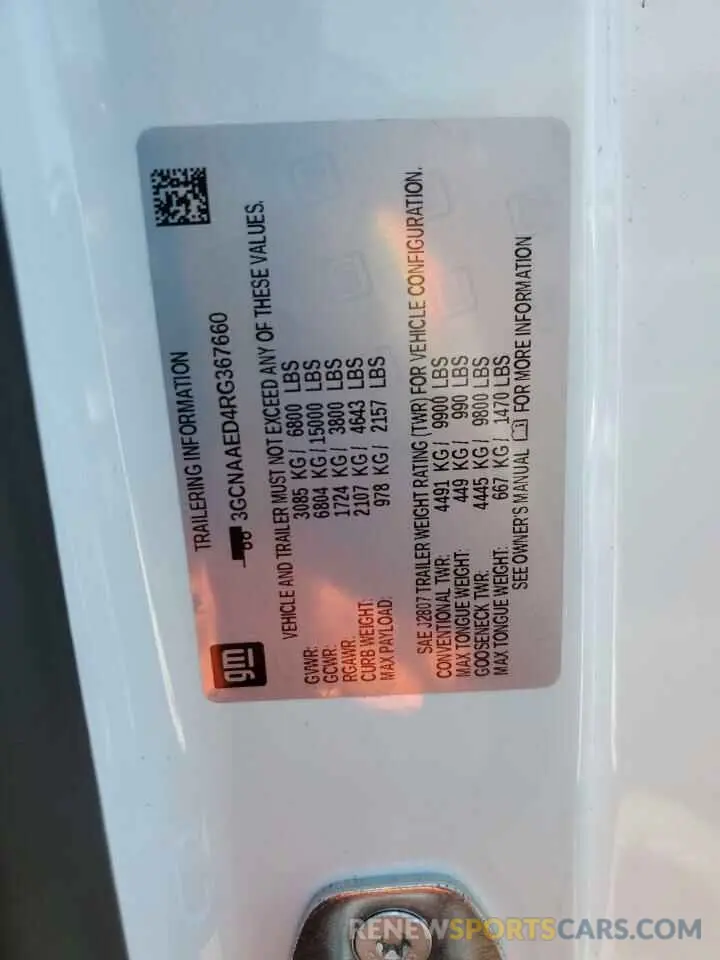 gm
TRAILERING INFORMATION
3GCNAAED4RG367660
VEHICLE AND TRAILER MUST NOT EXCEED ANY OF THESE VALUES.
GVWR: 3085 KG/ 6800 LBS
GCWR: 6804 KG/ 15000 LBS
RGAWR: 1724 KG/ 3800 LBS
CURB WEIGHT: 2107 KG/ 4643 LBS
MAX PAYLOAD: 978 KG/ 2157 LBS
SAE J2807 TRAILER WEIGHT RATING (TWR) FOR VEHICLE CONFIGURATION.
CONVENTIONAL TWR: 4491 KG/ 9900 LBS
MAX TONGUE WEIGHT: 449 KG/ 990 LBS
GOOSENECK TWR: 4445 KG/ 9800 LBS
MAX TONGUE WEIGHT: 667 KG/ 1470 LBS
SEE OWNER'S MANUAL FOR MORE INFORMATION
RENEWSPORTSCARS.COM